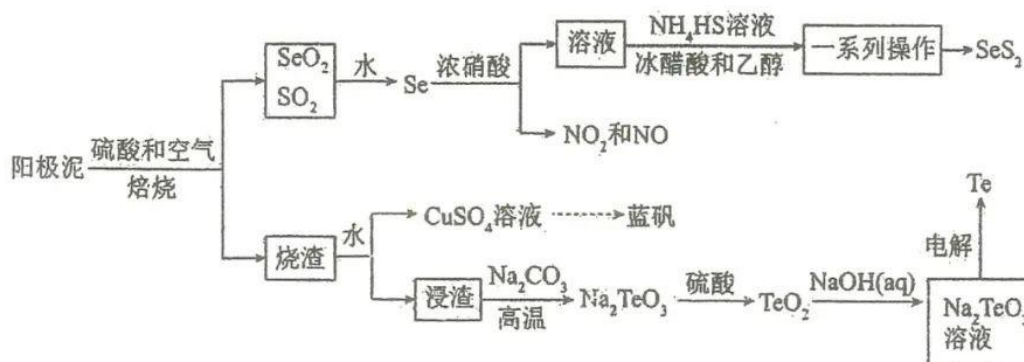 阳极泥
硫酸和空气
焙烧
SeO₂
SO₂
水
Se
浓硝酸
溶液
NH₄HS溶液
冰醋酸和乙醇
一系列操作
SeS₂
NO₂和NO
烧渣
水
CuSO₄溶液
蓝矾
浸渣
Na₂CO₃
高温
Na₂TeO₃
硫酸
TeO₂
NaOH(aq)
Na₂TeO₃
溶液
电解
Te